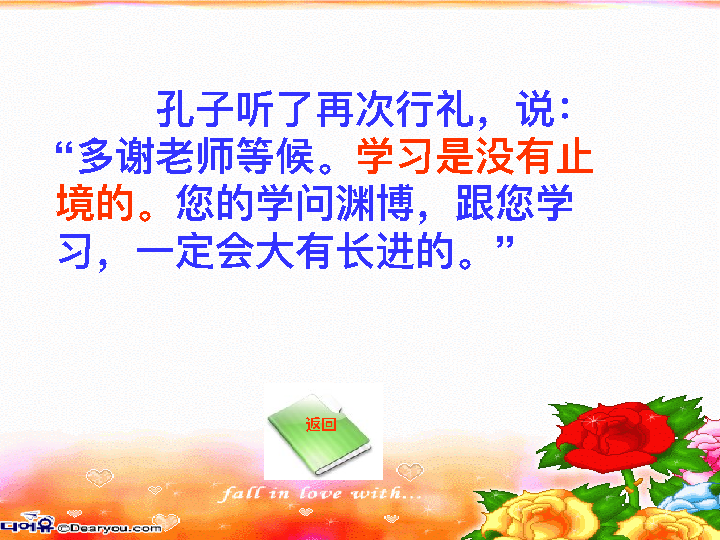 孔子听了再次行礼，说：
“多谢老师等候。学习是没有止
境的。您的学问渊博，跟您学
习，一定会大有长进的。”
返回
fall in love with...
디어유 ©Dearyou.com